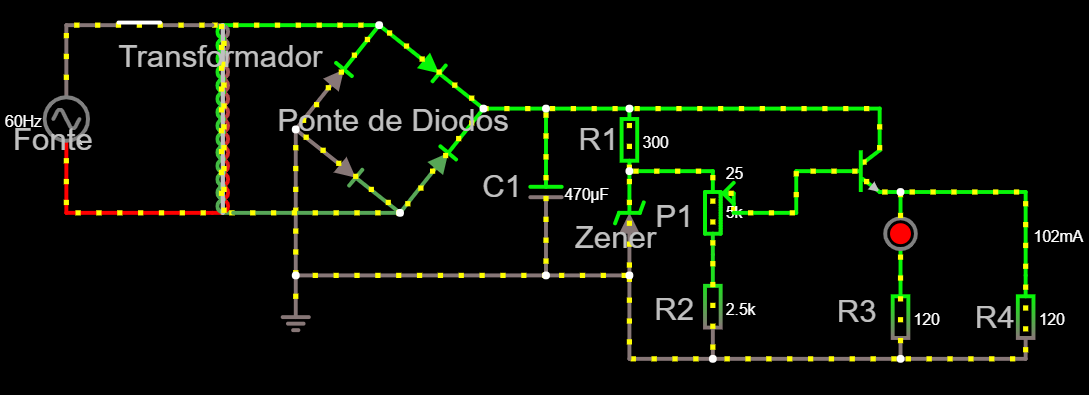 Transformador
60Hz
Fonte
Ponte de Diodos
R1
300
C1
470µF
25
P1
5k
Zener
102mA
R2
2.5k
R3
120
R4
120